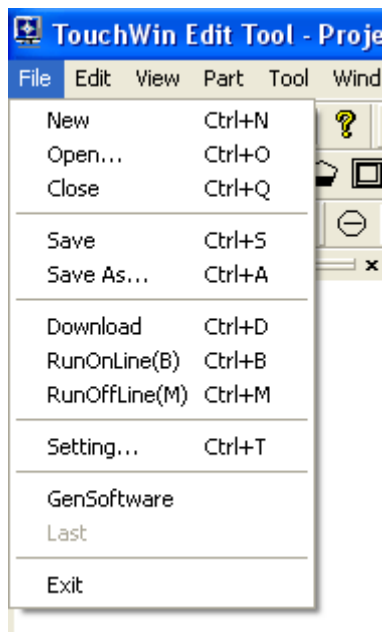 TouchWin Edit Tool - Proje
File Edit View Part Tool Wind
New Ctrl+N
Open... Ctrl+O
Close Ctrl+Q
Save Ctrl+S
Save As... Ctrl+A
Download Ctrl+D
RunOnLine(B) Ctrl+B
RunOffLine(M) Ctrl+M
Setting... Ctrl+T
GenSoftware
Last
Exit